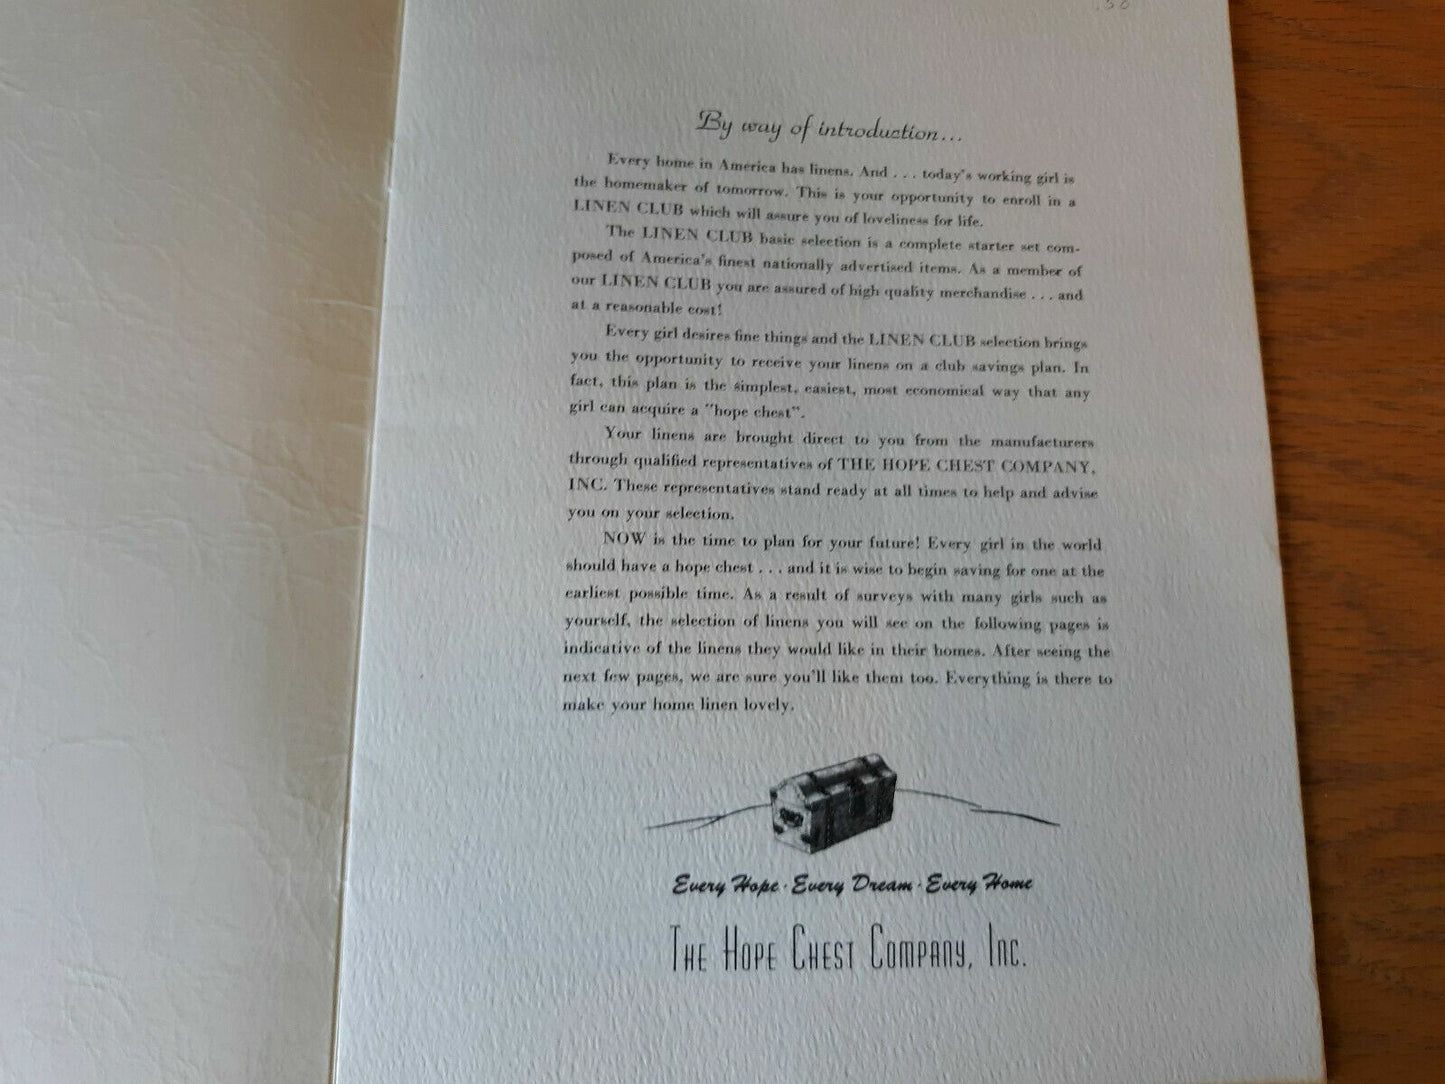 .50
By way of introduction...
Every home in America has linens. And . . . today's working girl is
the homemaker of tomorrow. This is your opportunity to enroll in a
LINEN CLUB which will assure you of loveliness for life.
The LINEN CLUB basic selection is a complete starter set com-
posed of America's finest nationally advertised items. As a member of
our LINEN CLUB you are assured of high quality merchandise . . . and
at a reasonable cost!
Every girl desires fine things and the LINEN CLUB selection brings
you the opportunity to receive your linens on a club savings plan. In
fact, this plan is the simplest, easiest, most economical way that any
girl can acquire a "hope chest".
Your linens are brought direct to you from the manufacturers
through qualified representatives of THE HOPE CHEST COMPANY,
INC. These representatives stand ready at all times to help and advise
you on your selection.
NOW is the time to plan for your future! Every girl in the world
should have a hope chest . . . and it is wise to begin saving for one at the
earliest possible time. As a result of surveys with many girls such as
yourself, the selection of linens you will see on the following pages is
indicative of the linens they would like in their homes. After seeing the
next few pages, we are sure you'll like them too. Everything is there to
make your home linen lovely.
Every Hope · Every Dream · Every Home
THE HOPE CHEST COMPANY, INC.